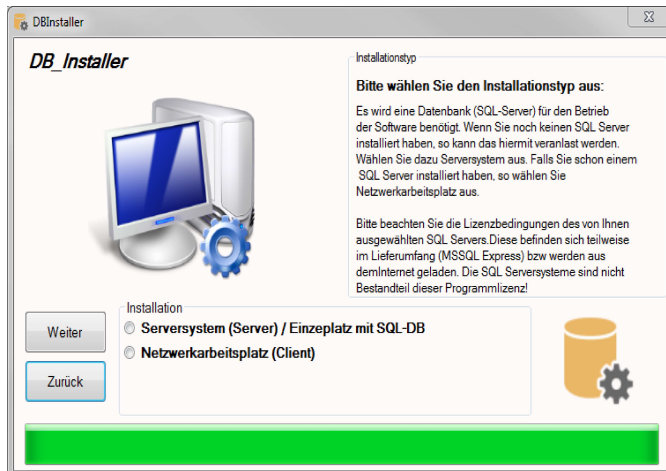 DBInstaller
DB_Installer
Installationstyp
Bitte wählen Sie den Installationstyp aus:
Es wird eine Datenbank (SQL-Server) für den Betrieb
der Software benötigt. Wenn Sie noch keinen SQL Server
installiert haben, so kann das hiermit veranlast werden.
Wählen Sie dazu Serversystem aus. Falls Sie schon einem
SQL Server installiert haben, so wählen Sie
Netzwerkarbeitsplatz aus.
Bitte beachten Sie die Lizenzbedingungen des von Ihnen
ausgewählten SQL Servers.Diese befinden sich teilweise
im Lieferumfang (MSSQL Express) bzw werden aus
demInternet geladen. Die SQL Serversysteme sind nicht
Bestandteil dieser Programmlizenz!
Installation
Weiter
Serversystem (Server) / Einzeplatz mit SQL-DB
Netzwerkarbeitsplatz (Client)
Zurück